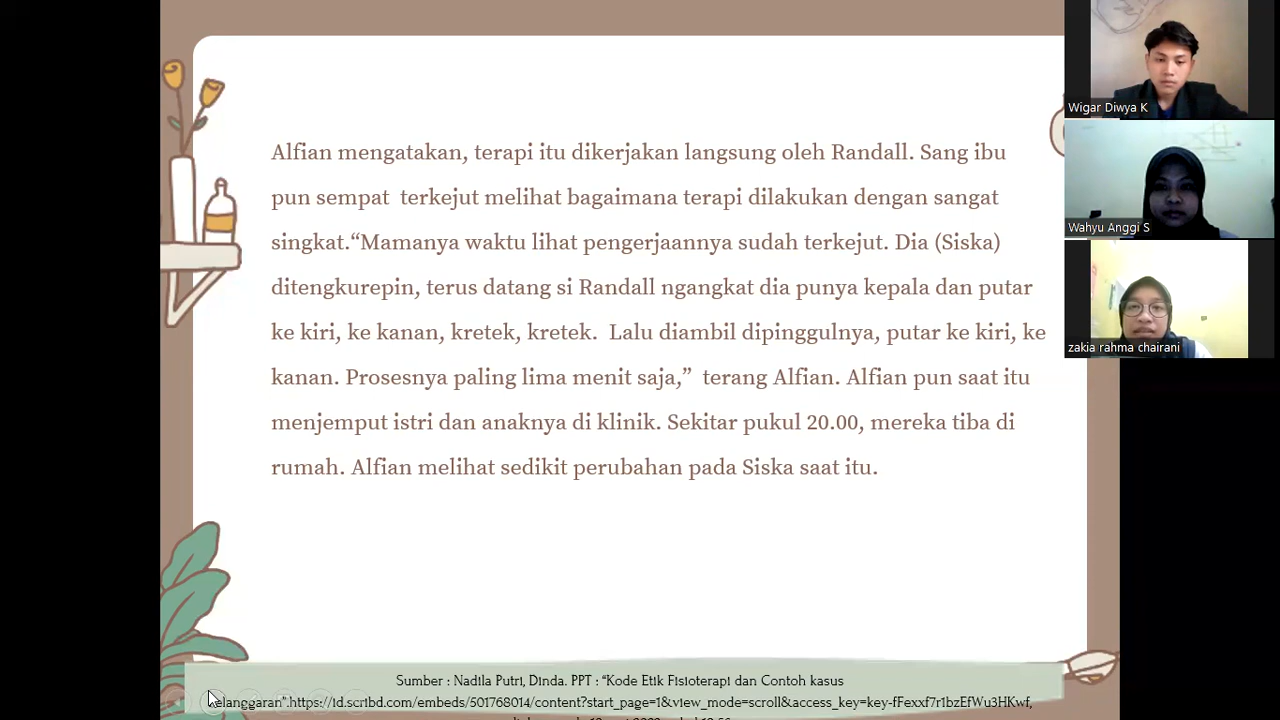 Alfian mengatakan, terapi itu dikerjakan langsung oleh Randall. Sang ibu
pun sempat  terkejut melihat bagaimana terapi dilakukan dengan sangat
singkat.“Mamanya waktu lihat pengerjaannya sudah terkejut. Dia (Siska)
ditengkurepin, terus datang si Randall ngangkat dia punya kepala dan putar
ke kiri, ke kanan, kretek, kretek.  Lalu diambil dipinggulnya, putar ke kiri, ke
kanan. Prosesnya paling lima menit saja,”  terang Alfian. Alfian pun saat itu
menjemput istri dan anaknya di klinik. Sekitar pukul 20.00, mereka tiba di
rumah. Alfian melihat sedikit perubahan pada Siska saat itu.
Sumber : Nadila Putri, Dinda. PPT : “Kode Etik Fisioterapi dan Contoh kasus
Pelanggaran”.https://id.scribd.com/embeds/501768014/content?start_page=1&view_mode=scroll&access_key=key-fFexxf7r1bzEfWu3HKwf,
Wigar Diwya K
Wahyu Anggi S
zakia rahma chairani